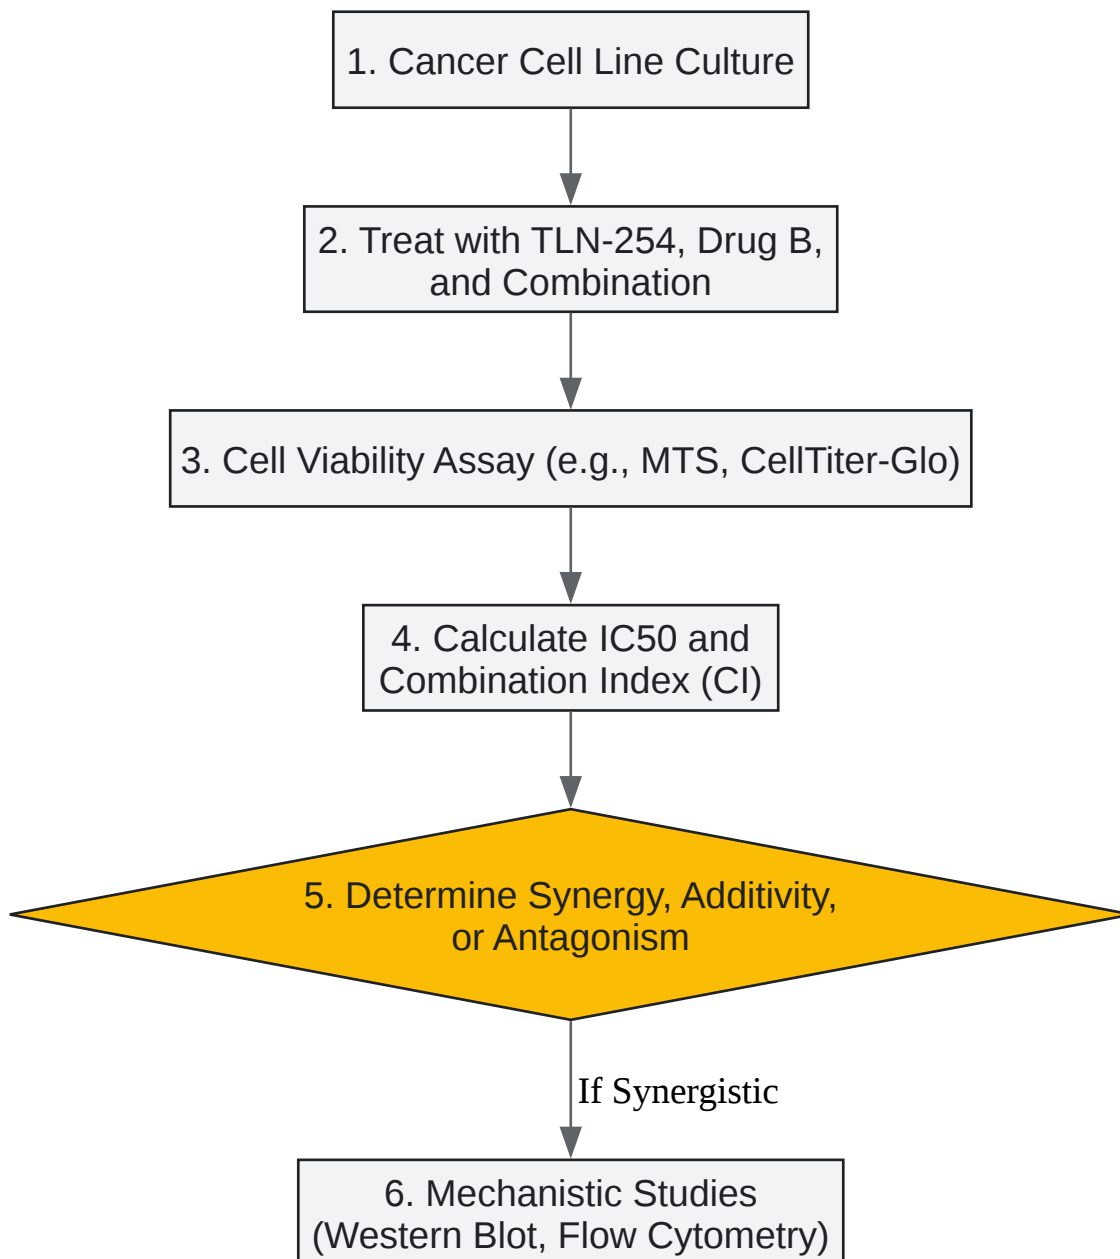 1. Cancer Cell Line Culture
2. Treat with TLN-254, Drug B,
and Combination
3. Cell Viability Assay (e.g., MTS, CellTiter-Glo)
4. Calculate IC50 and
Combination Index (CI)
5. Determine Synergy, Additivity,
or Antagonism
If Synergistic
6. Mechanistic Studies
(Western Blot, Flow Cytometry)